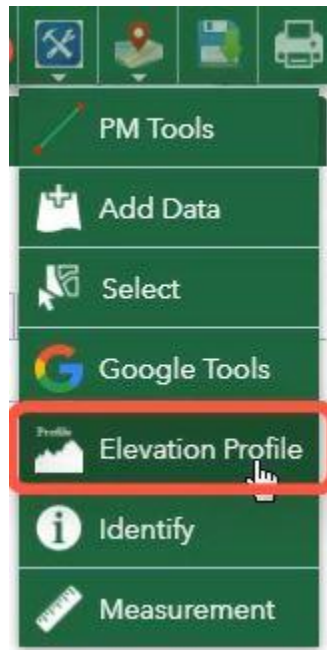 PM Tools
Add Data
Select
Google Tools
Profile
Elevation Profile
Identify
Measurement